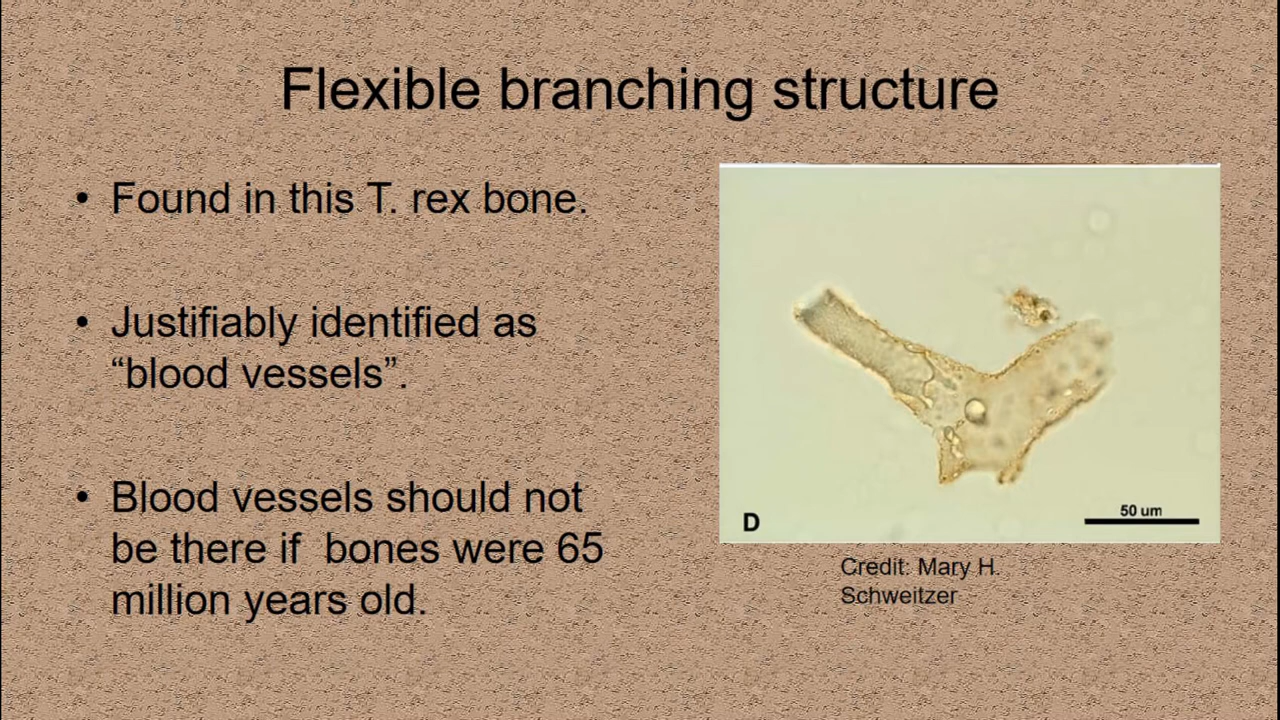 Flexible branching structure
• Found in this T. rex bone.
• Justifiably identified as
“blood vessels”.
• Blood vessels should not
be there if  bones were 65
million years old.
D
50 um
Credit: Mary H.
Schweitzer